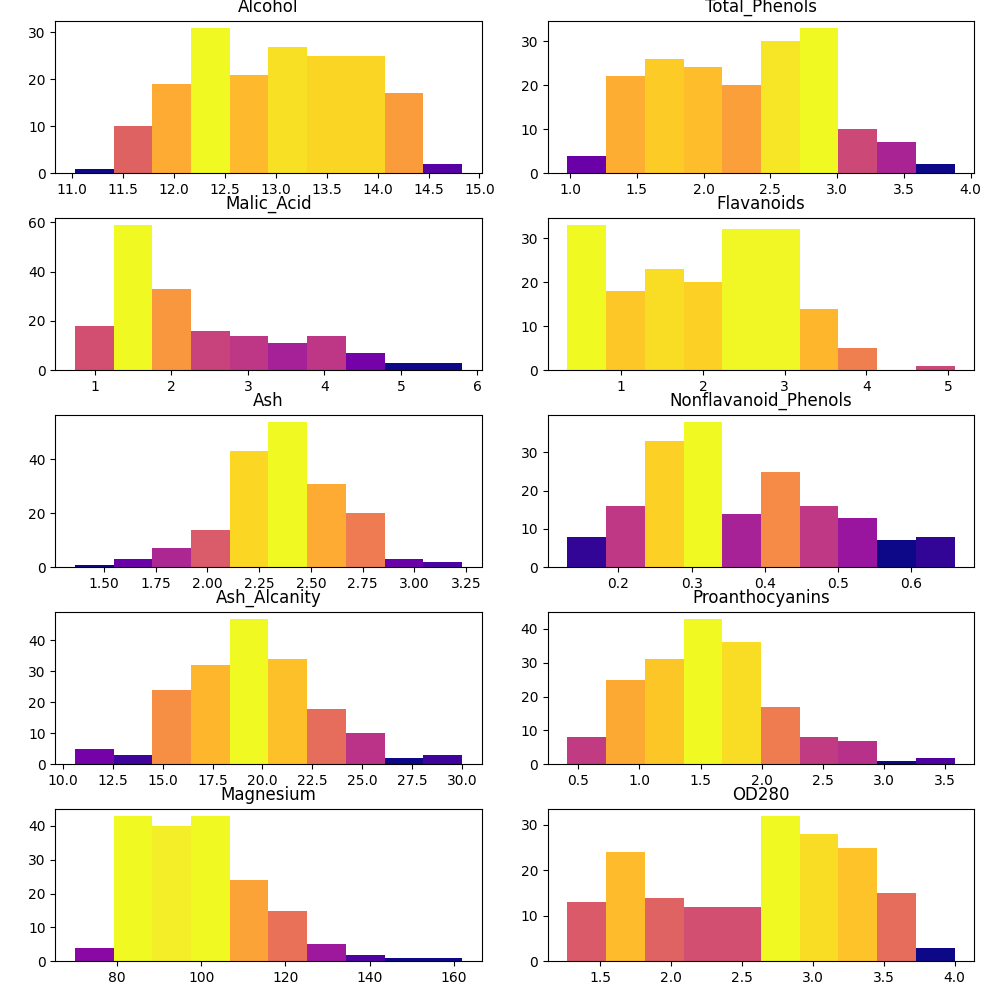 Alcohol
30
20
10
0
11.0 11.5 12.0 12.5 13.0 13.5 14.0 14.5 15.0
Total_Phenols
30
20
10
0
1.0 1.5 2.0 2.5 3.0 3.5 4.0
Malic_Acid
60
40
20
0
1 2 3 4 5 6
Flavanoids
30
20
10
0
1 2 3 4 5
Ash
40
20
0
1.50 1.75 2.00 2.25 2.50 2.75 3.00 3.25
Nonflavanoid_Phenols
30
20
10
0
0.2 0.3 0.4 0.5 0.6
Ash_Alcanity
40
30
20
10
0
10.0 12.5 15.0 17.5 20.0 22.5 25.0 27.5 30.0
Proanthocyanins
40
30
20
10
0
0.5 1.0 1.5 2.0 2.5 3.0 3.5
Magnesium
40
30
20
10
0
80 100 120 140 160
OD280
30
20
10
0
1.5 2.0 2.5 3.0 3.5 4.0